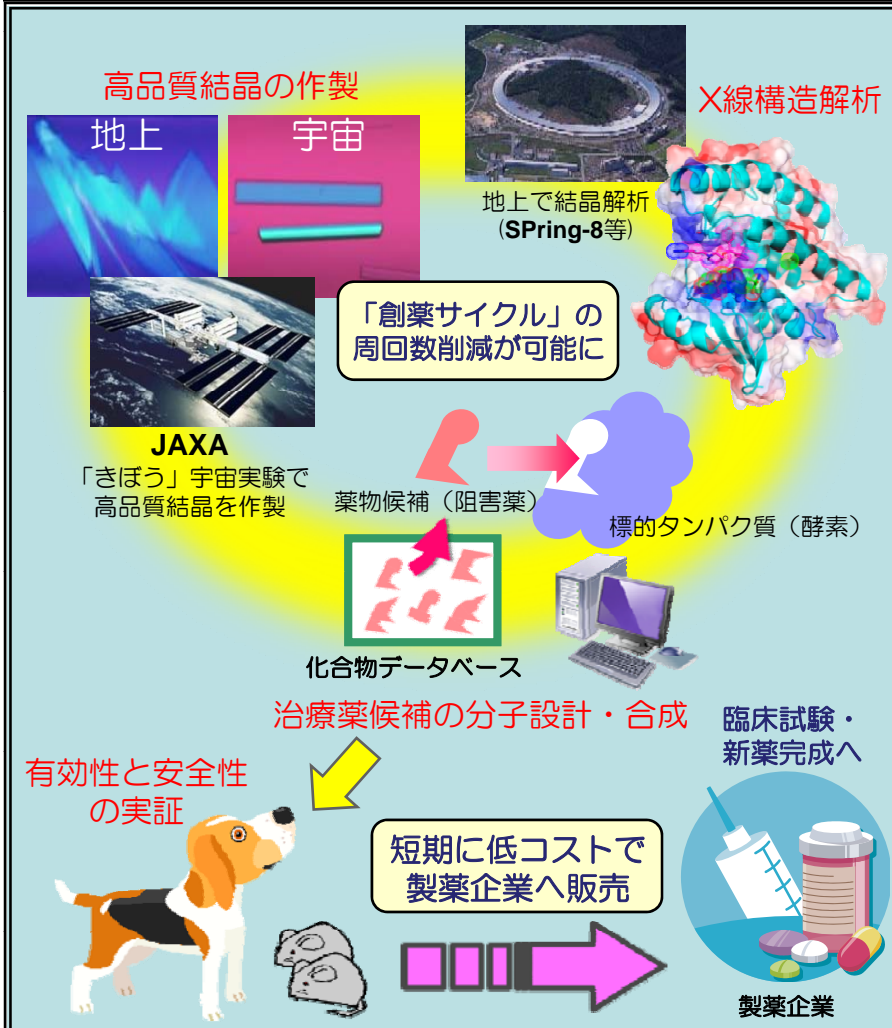 高品質結晶の作製
地上
宇宙
地上で結晶解析
(SPring-8等)
X線構造解析
「創薬サイクル」の
周回数削減が可能に
JAXA
「きぼう」宇宙実験で
高品質結晶を作製
薬物候補（阻害薬）
標的タンパク質（酵素）
化合物データベース
治療薬候補の分子設計・合成
有効性と安全性
の実証
短期に低コストで
製薬企業へ販売
臨床試験・
新薬完成へ
製薬企業